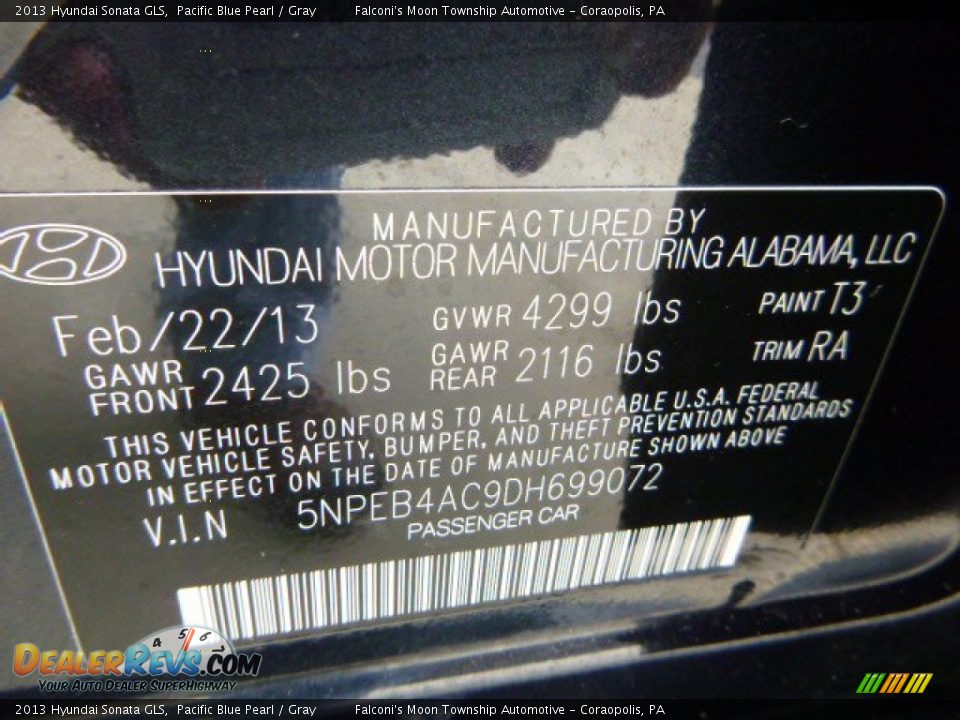 2013 Hyundai Sonata GLS, Pacific Blue Pearl / Gray Falconi's Moon Township Automotive - Coraopolis, PA
MANUFACTURED BY
HYUNDAI MOTOR MANUFACTURING ALABAMA, LLC
Feb/22/13 GVWR 4299 lbs PAINT T3
GAWR FRONT 2425 lbs GAWR REAR 2116 lbs TRIM RA
THIS VEHICLE CONFORMS TO ALL APPLICABLE U.S.A. FEDERAL
MOTOR VEHICLE SAFETY, BUMPER, AND THEFT PREVENTION STANDARDS
IN EFFECT ON THE DATE OF MANUFACTURE SHOWN ABOVE
V.I.N 5NPEB4AC9DH699072
PASSENGER CAR
4 5 6 7
DEALERREVS.COM
YOUR AUTO DEALER SUPERHIGHWAY
2013 Hyundai Sonata GLS, Pacific Blue Pearl / Gray Falconi's Moon Township Automotive - Coraopolis, PA